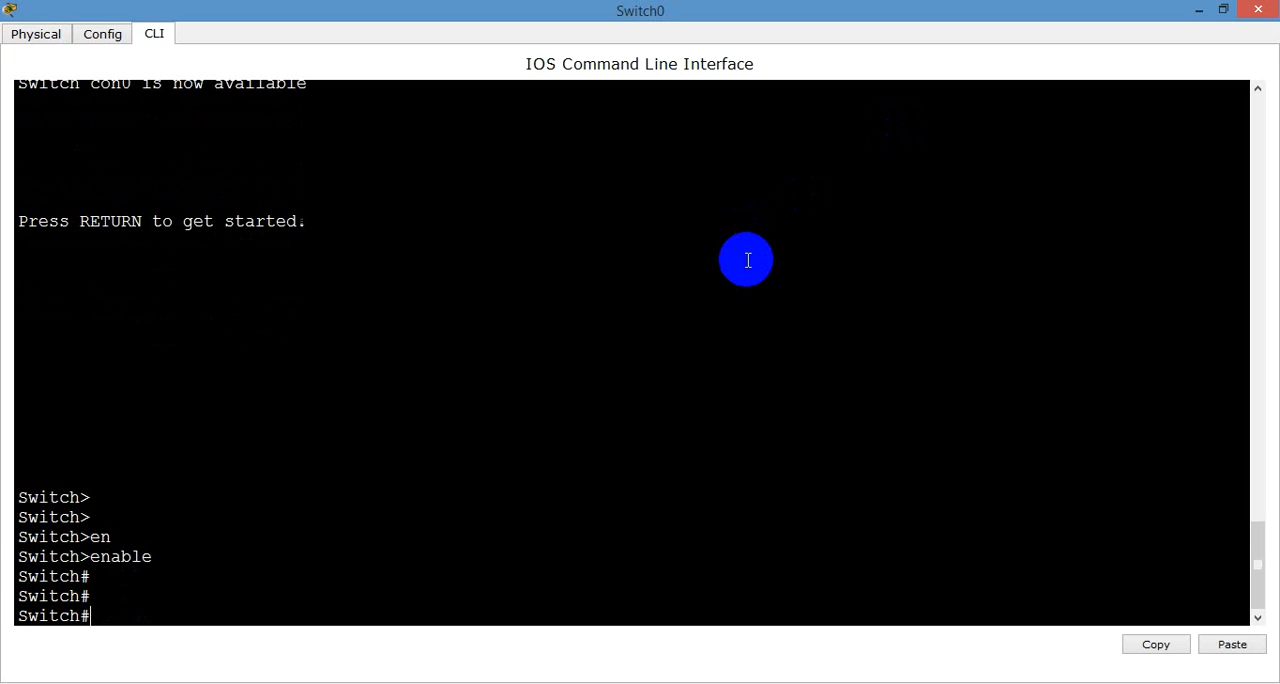 Switch0
Physical
Config
CLI
IOS Command Line Interface
Switch con0 is now available
Press RETURN to get started.
Switch>
Switch>
Switch>en
Switch>enable
Switch#
Switch#
Switch#
Copy
Paste